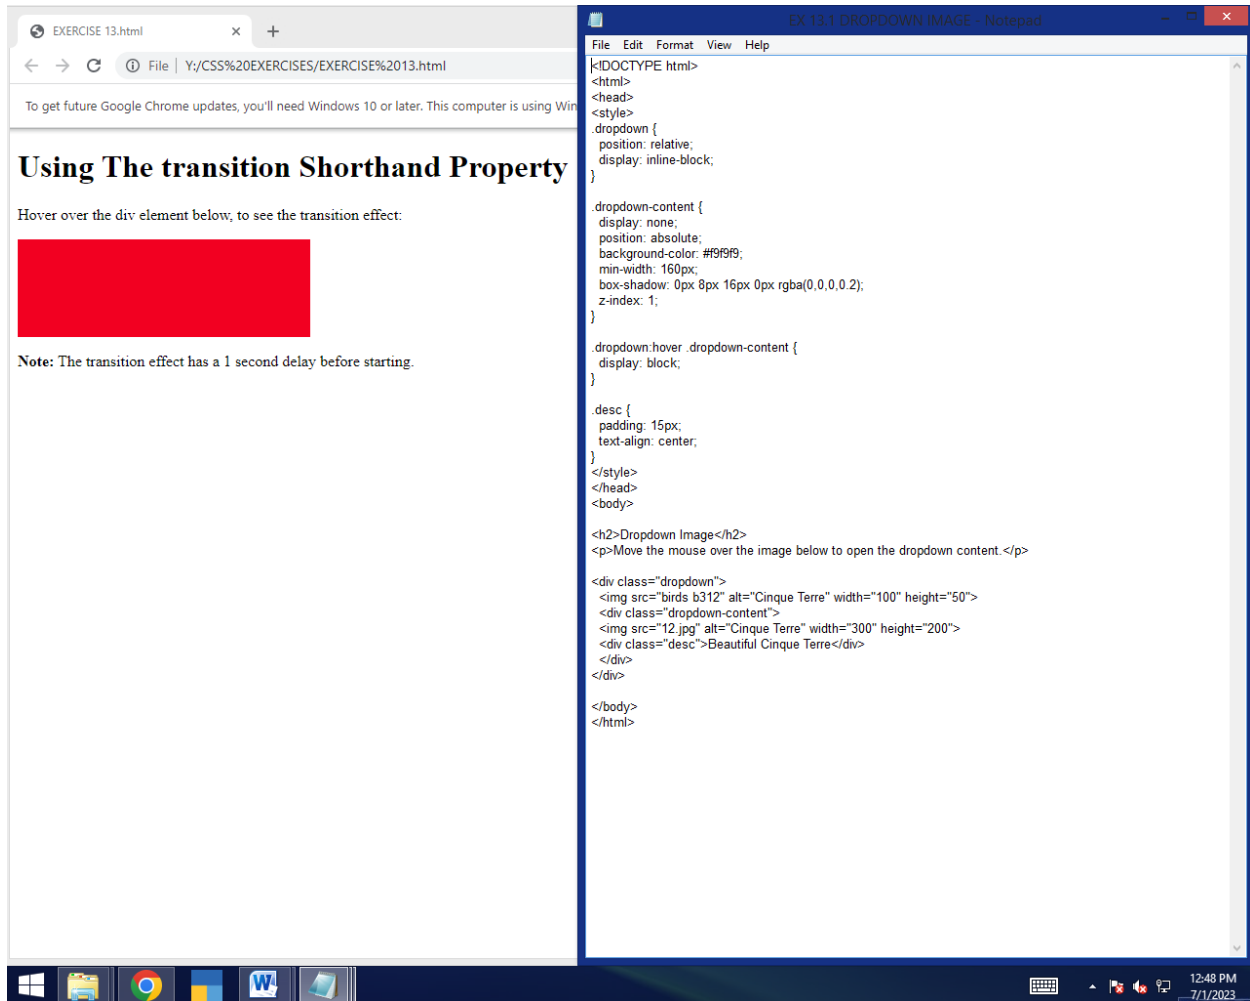 EXERCISE 13.html
File | Y:/CSS%20EXERCISES/EXERCISE%2013.html
To get future Google Chrome updates, you'll need Windows 10 or later. This computer is using Win
Using The transition Shorthand Property
Hover over the div element below, to see the transition effect:
Note: The transition effect has a 1 second delay before starting.
EX 13.1 DROPDOWN IMAGE - Notepad
File Edit Format View Help
<!DOCTYPE html>
<html>
<head>
<style>
.dropdown {
position: relative;
display: inline-block;
}
.dropdown-content {
display: none;
position: absolute;
background-color: #f9f9f9;
min-width: 160px;
box-shadow: 0px 8px 16px 0px rgba(0,0,0,0.2);
z-index: 1;
}
.dropdown:hover .dropdown-content {
display: block;
}
.desc {
padding: 15px;
text-align: center;
}
</style>
</head>
<body>
<h2>Dropdown Image</h2>
<p>Move the mouse over the image below to open the dropdown content.</p>
<div class="dropdown">
<img src="birds b312" alt="Cinque Terre" width="100" height="50">
<div class="dropdown-content">
<img src="12.jpg" alt="Cinque Terre" width="300" height="200">
<div class="desc">Beautiful Cinque Terre</div>
</div>
</div>
</body>
</html>
12:48 PM
7/1/2023